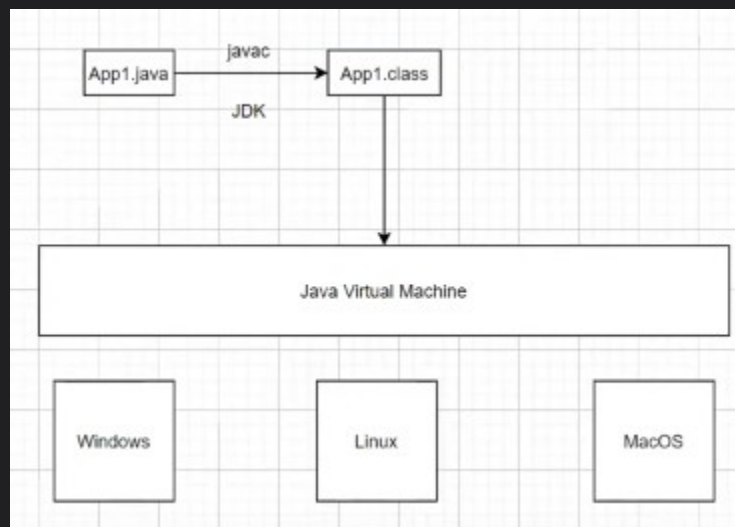 javac
App1.java
App1.class
JDK
Java Virtual Machine
Windows
Linux
MacOS